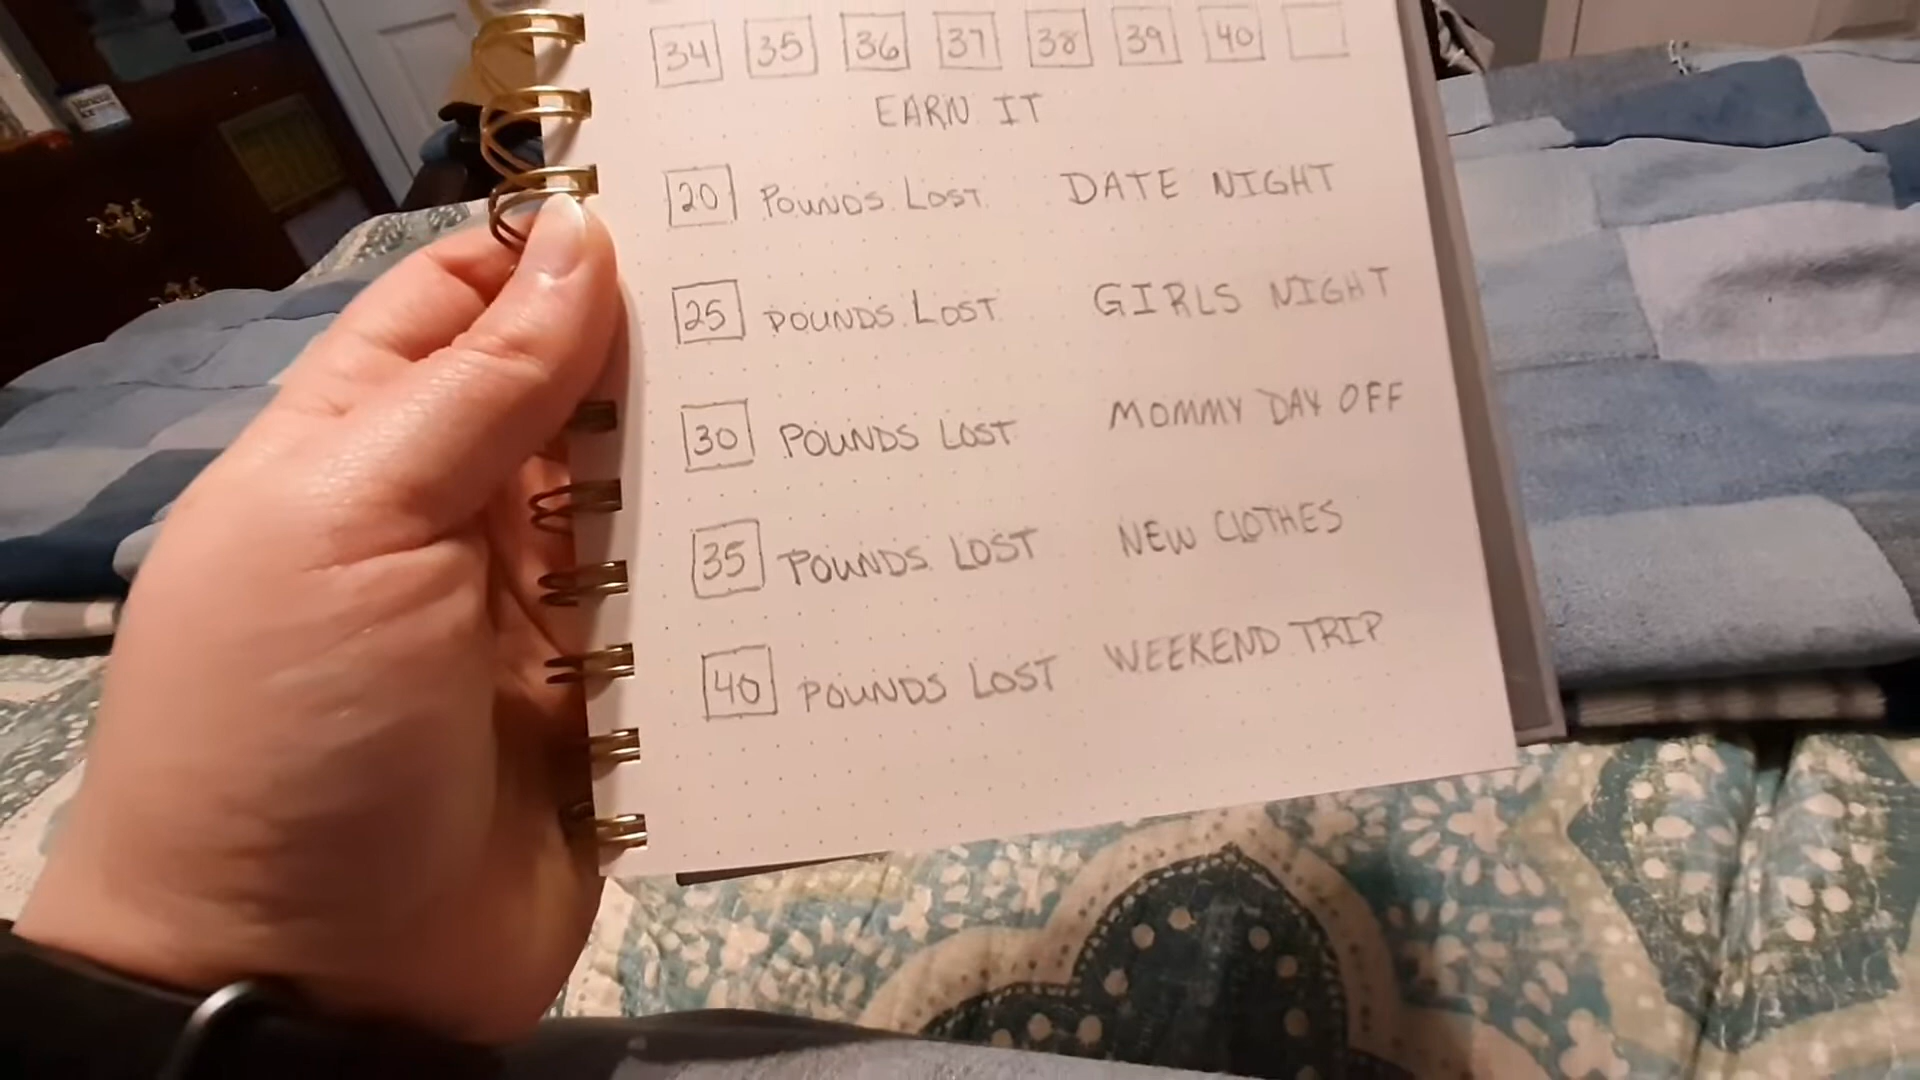 34 35 36 37 38 39 40
EARN IT
20 POUNDS LOST DATE NIGHT
25 POUNDS LOST GIRLS NIGHT
30 POUNDS LOST MOMMY DAY OFF
35 POUNDS LOST NEW CLOTHES
40 POUNDS LOST WEEKEND TRIP